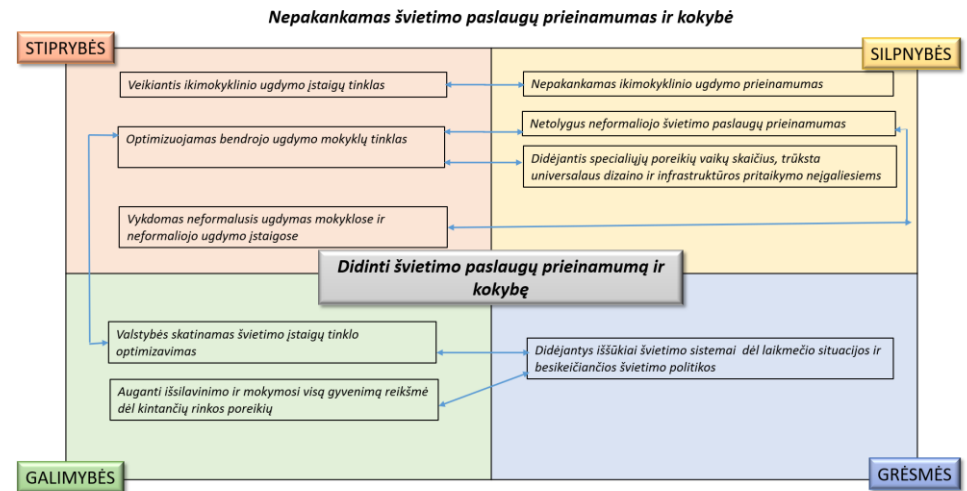 Nepakankamas švietimo paslaugų prieinamumas ir kokybė
STIPRYBĖS
SILPNYBĖS
Veikiantis ikimokyklinio ugdymo įstaigų tinklas
Nepakankamas ikimokyklinio ugdymo prieinamumas
Optimizuojamas bendrojo ugdymo mokyklų tinklas
Netolygus neformaliojo švietimo paslaugų prieinamumas
Didėjantis specialiųjų poreikių vaikų skaičius, trūksta
universalaus dizaino ir infrastruktūros pritaikymo neįgaliesiems
Vykdomas neformalusis ugdymas mokyklose ir
neformaliojo ugdymo įstaigose
Didinti švietimo paslaugų prieinamumą ir
kokybę
Valstybės skatinamas švietimo įstaigų tinklo
optimizavimas
Didėjantys iššūkiai švietimo sistemai dėl laikmečio situacijos ir
besikeičiančios švietimo politikos
Auganti išsilavinimo ir mokymosi visą gyvenimą reikšmė
dėl kintančių rinkos poreikių
GALIMYBĖS
GRĖSMĖS